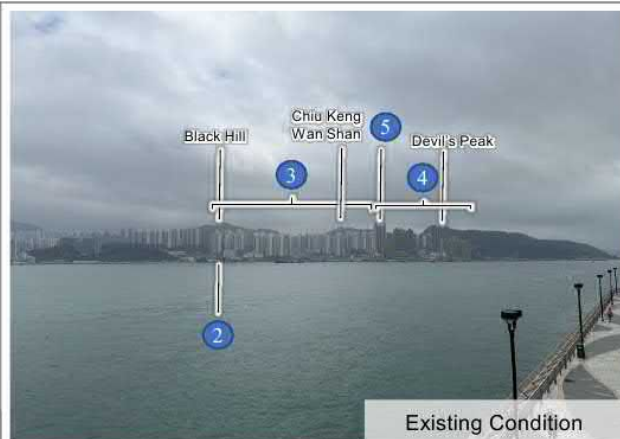 Chiu Keng
Wan Shan
5
Black Hill
Devil's Peak
3
4
2
Existing Condition